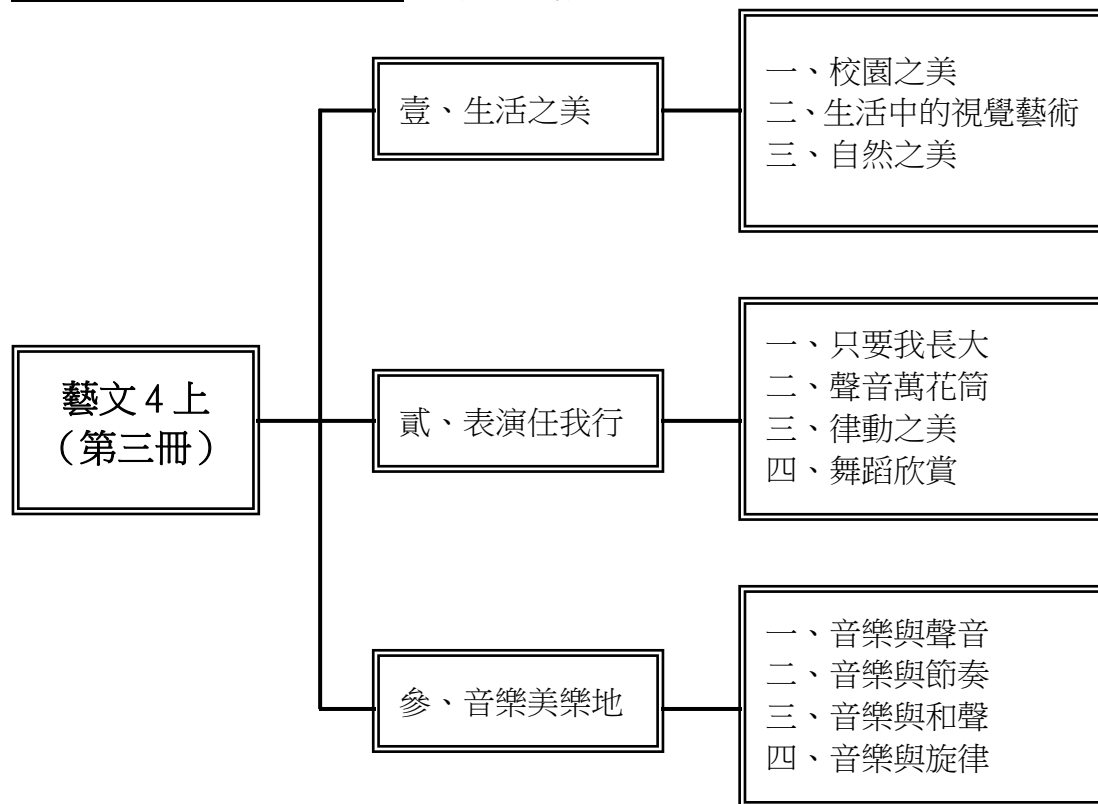 藝文4上
（第三冊）
壹、生活之美
一、校園之美
二、生活中的視覺藝術
三、自然之美
貳、表演任我行
一、只要我長大
二、聲音萬花筒
三、律動之美
四、舞蹈欣賞
參、音樂美樂地
一、音樂與聲音
二、音樂與節奏
三、音樂與和聲
四、音樂與旋律